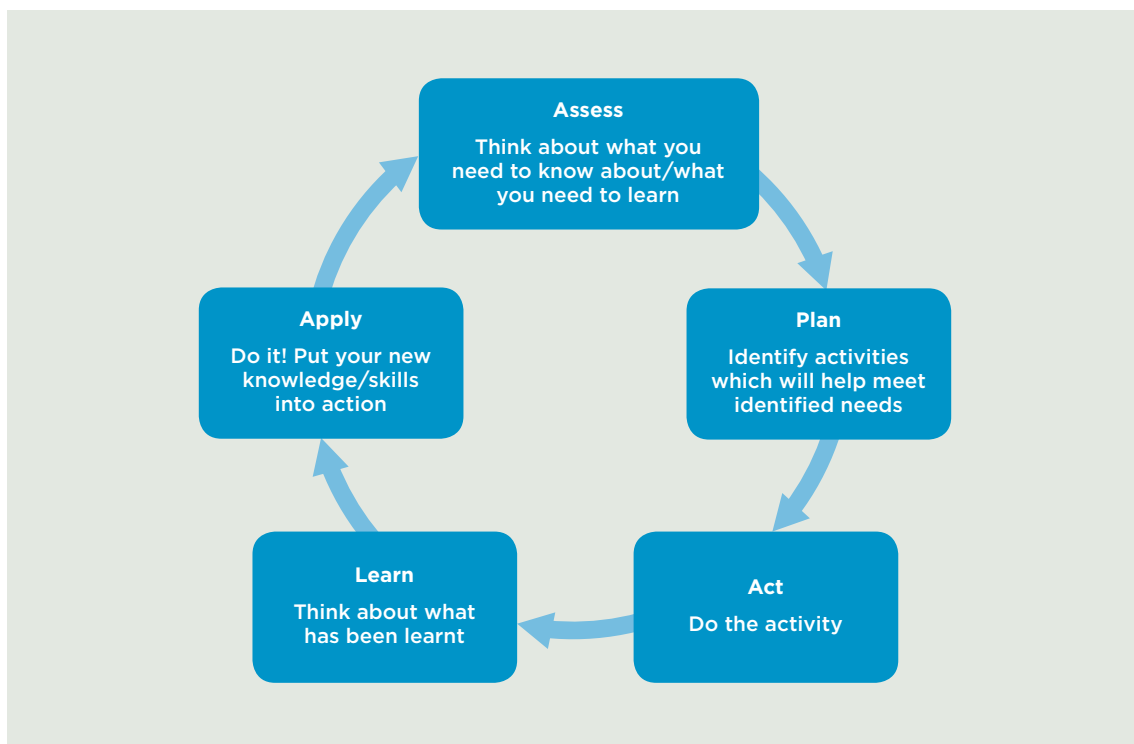 Assess
Think about what you
need to know about/what
you need to learn
Plan
Identify activities
which will help meet
identified needs
Act
Do the activity
Learn
Think about what
has been learnt
Apply
Do it! Put your new
knowledge/skills
into action